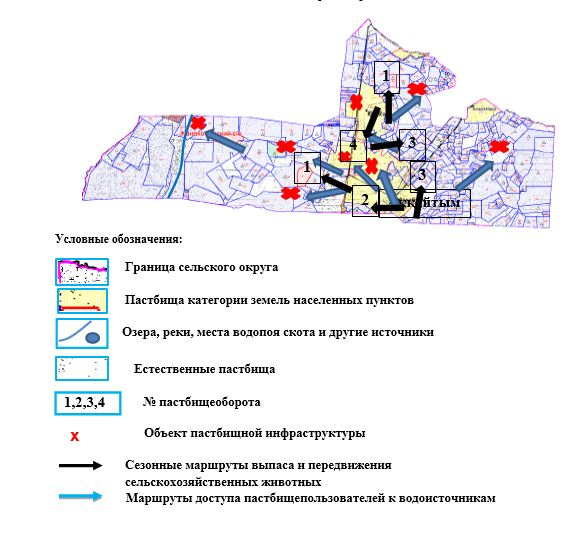 1
4
3
1
3
2
Условные обозначения:
Граница сельского округа
Пастбища категории земель населенных пунктов
Озера, реки, места водопоя скота и другие источники
Естественные пастбища
1,2,3,4
№ пастбищеоборота
x
Объект пастбищной инфраструктуры
Сезонные маршруты выпаса и передвижения
сельскохозяйственных животных
Маршруты доступа пастбищепользователей к водоисточникам